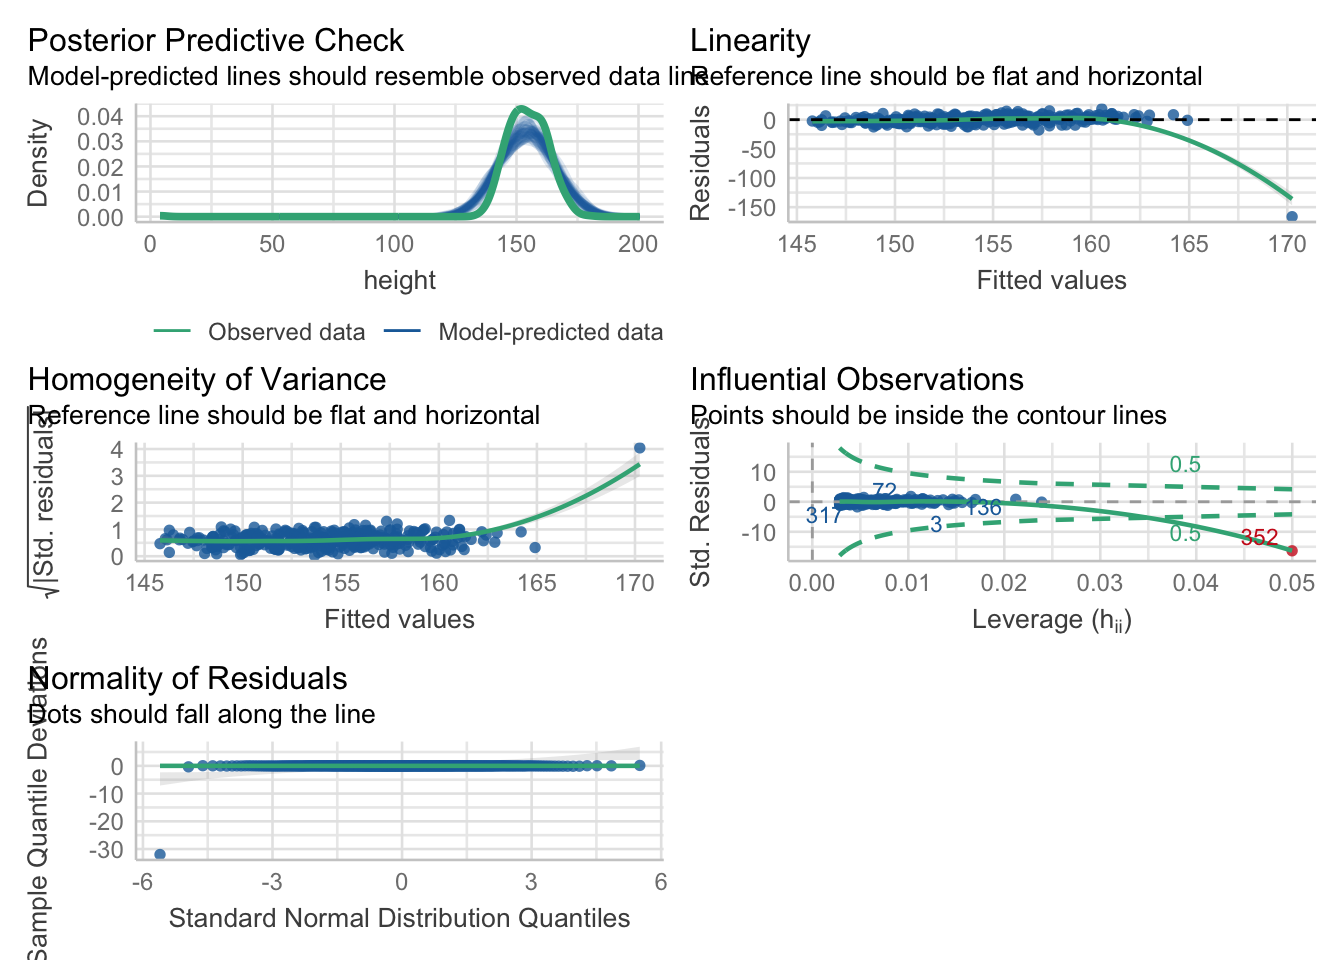 Posterior Predictive Check
Model-predicted lines should resemble observed data line
Density
0.04
0.03
0.02
0.01
0.00
0 50 100 150 200
height
Observed data Model-predicted data
Linearity
Reference line should be flat and horizontal
Residuals
0
-50
-100
-150
145 150 155 160 165 170
Fitted values
Homogeneity of Variance
Reference line should be flat and horizontal
√|Std. residuals|
4
3
2
1
0
145 150 155 160 165 170
Fitted values
Influential Observations
Points should be inside the contour lines
Std. Residuals
10
0
-10
0.5
72
317
136
3
0.5
352
0.00 0.01 0.02 0.03 0.04 0.05
Leverage (hii)
Normality of Residuals
Dots should fall along the line
Sample Quantile Deviations
0
-10
-20
-30
-6 -3 0 3 6
Standard Normal Distribution Quantiles